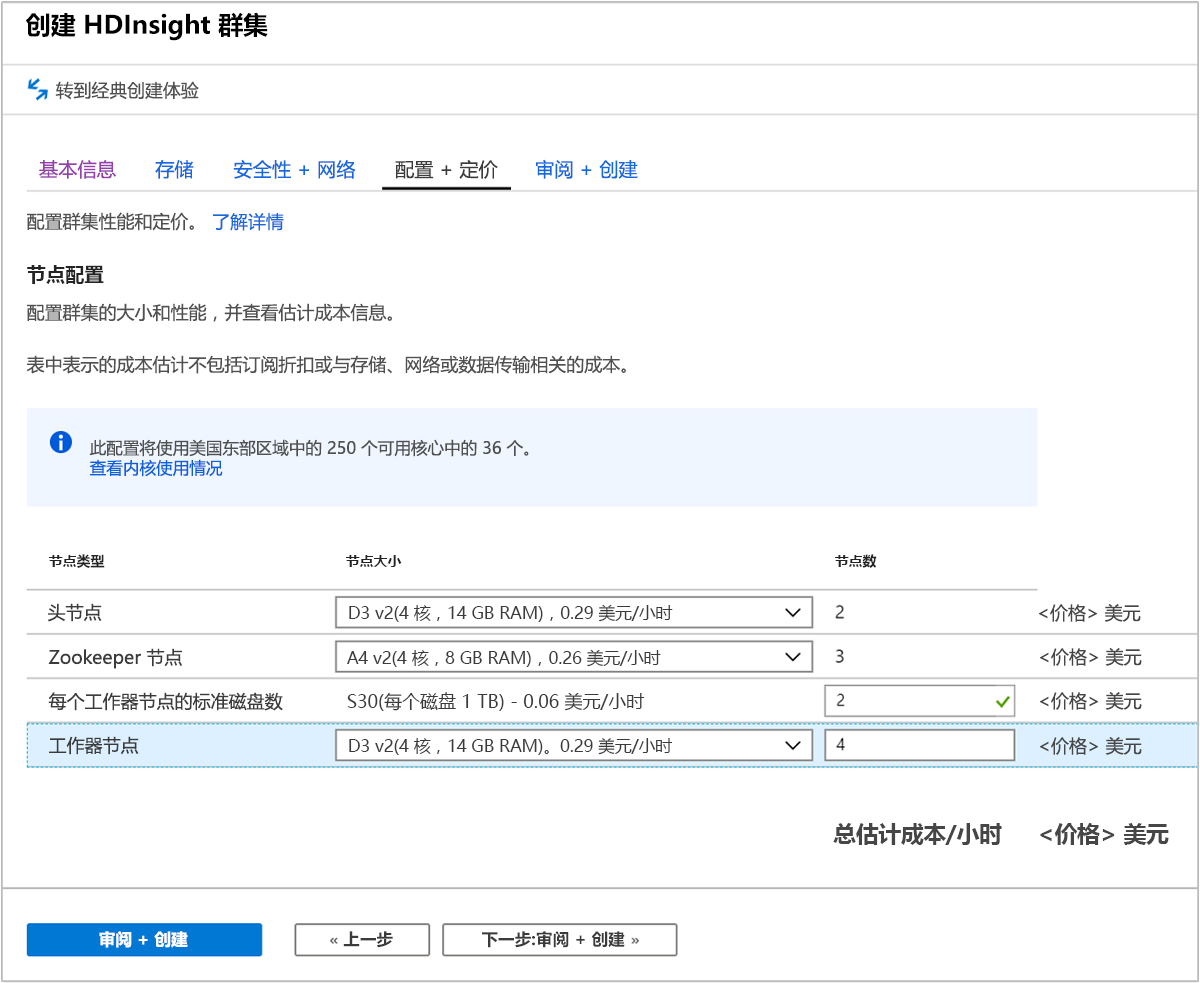 创建 HDInsight 群集
转到经典创建体验
基本信息 存储 安全性 + 网络 配置 + 定价 审阅 + 创建
配置群集性能和定价。 了解详情
节点配置
配置群集的大小和性能，并查看估计成本信息。
表中表示的成本估计不包括订阅折扣或与存储、网络或数据传输相关的成本。
此配置将使用美国东部区域中的 250 个可用核心中的 36 个。
查看内核使用情况
节点类型 节点大小 节点数
头节点 D3 v2(4 核，14 GB RAM)，0.29 美元/小时 2 <价格> 美元
Zookeeper 节点 A4 v2(4 核，8 GB RAM)，0.26 美元/小时 3 <价格> 美元
每个工作器节点的标准磁盘数 S30(每个磁盘 1 TB) - 0.06 美元/小时 2 <价格> 美元
工作器节点 D3 v2(4 核，14 GB RAM)。0.29 美元/小时 4 <价格> 美元
总估计成本/小时 <价格> 美元
审阅 + 创建 « 上一步 下一步:审阅 + 创建 »